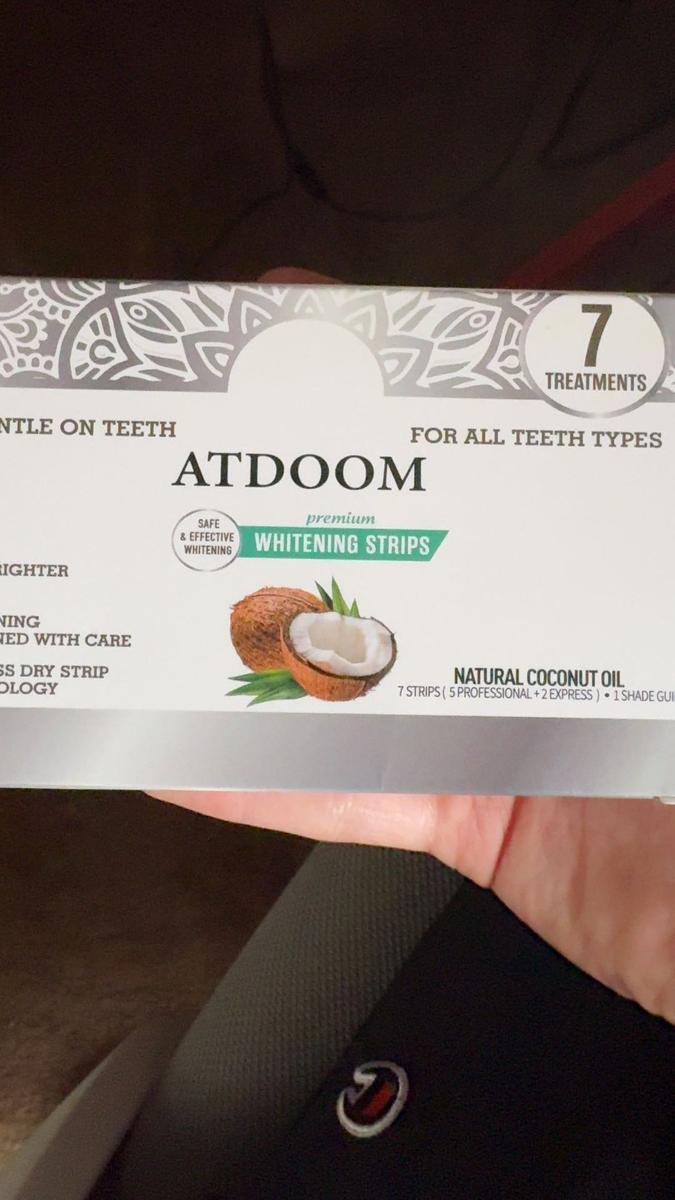 7
TREATMENTS
NTLE ON TEETH
FOR ALL TEETH TYPES
ATDOOM
premium
SAFE
& EFFECTIVE
WHITENING
WHITENING STRIPS
RIGHTER
NING
NED WITH CARE
SS DRY STRIP
OLOGY
NATURAL COCONUT OIL
7 STRIPS ( 5 PROFESSIONAL + 2 EXPRESS ) • 1 SHADE GUI